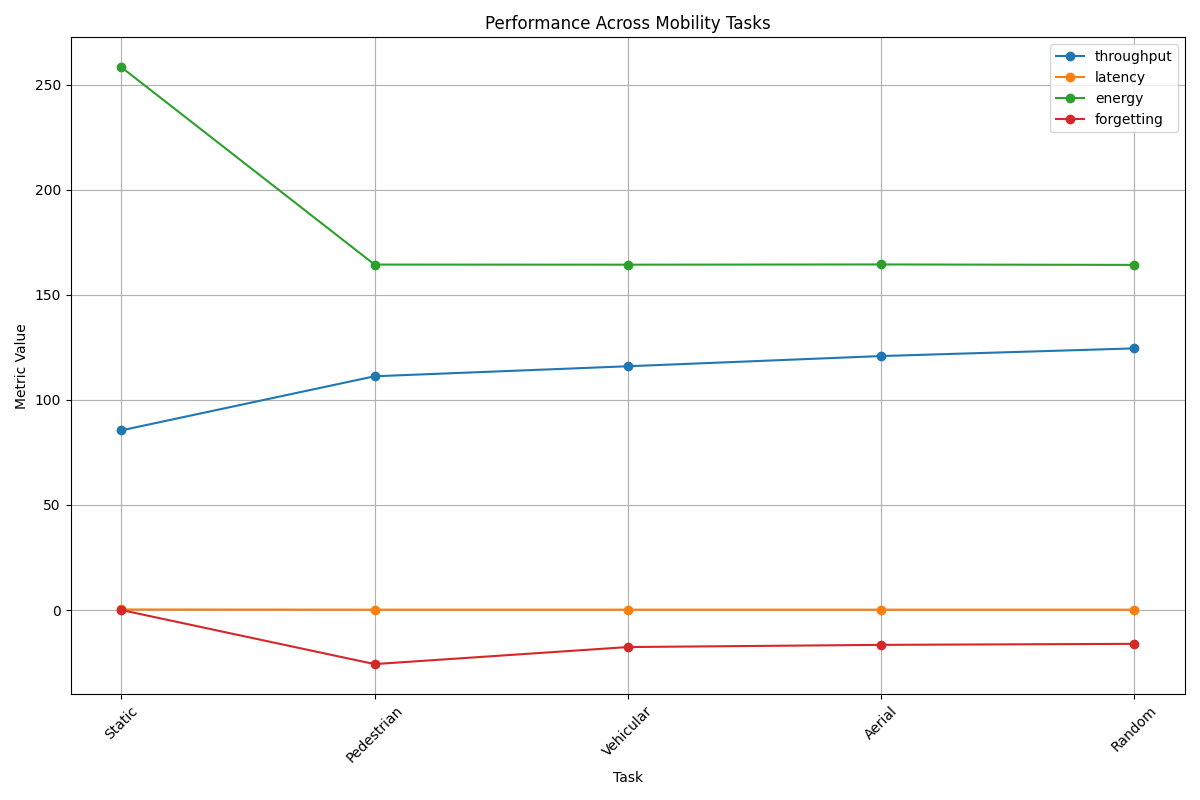 Performance Across Mobility Tasks
throughput
latency
energy
forgetting
Metric Value
250
200
150
100
50
0
Static
Pedestrian
Vehicular
Aerial
Random
Task